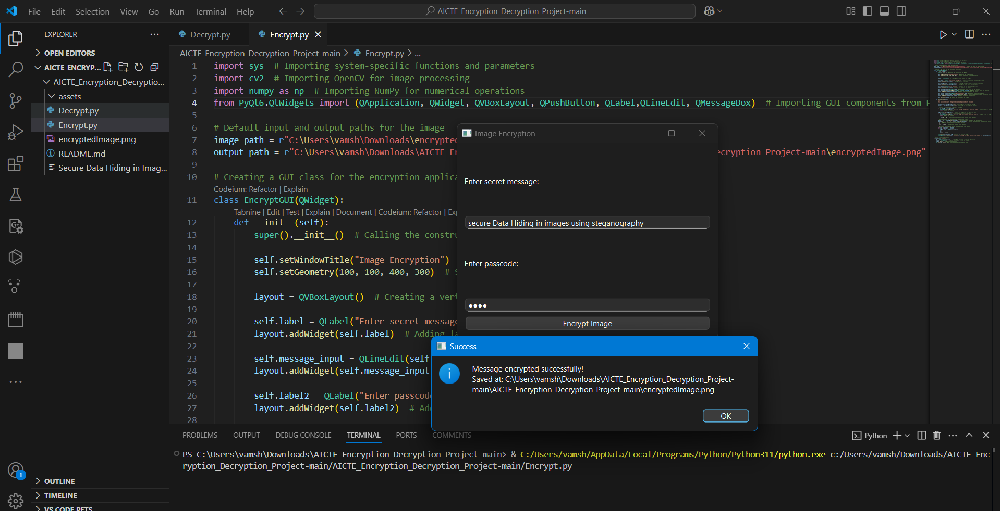 File Edit Selection View Go Run Terminal Help
AICTE_Encryption_Decryption_Project-main
EXPLORER
OPEN EDITORS
AICTE_ENCRYP...
AICTE_Encryption_Decryptio...
assets
Decrypt.py
Encrypt.py
encryptedImage.png
README.md
Secure Data Hiding in Imag...
OUTLINE
TIMELINE
VS CODE PETS
1
Decrypt.py Encrypt.py
AICTE_Encryption_Decryption_Project-main > Encrypt.py > ...
1 import sys # Importing system-specific functions and parameters
2 import cv2 # Importing OpenCV for image processing
3 import numpy as np # Importing NumPy for numerical operations
4 from PyQt6.QtWidgets import (QApplication, QWidget, QVBoxLayout, QPushButton, QLabel,QLineEdit, QMessageBox) # Importing GUI components from P
5
6 # Default input and output paths for the image
7 image_path = r"C:\Users\vamsh\Downloads\encrypted
8 output_path = r"C:\Users\vamsh\Downloads\AICTE_En ecryption_Project-main\encryptedImage.png"
9
10 # Creating a GUI class for the encryption applica
Codeium: Refactor | Explain
11 class EncryptGUI(QWidget):
Tabnine | Edit | Test | Explain | Document | Codeium: Refactor | Exp
12 def __init__(self):
13 super().__init__() # Calling the constru
14
15 self.setWindowTitle("Image Encryption")
16 self.setGeometry(100, 100, 400, 300) # S
17
18 layout = QVBoxLayout() # Creating a vert
19
20 self.label = QLabel("Enter secret message
21 layout.addWidget(self.label) # Adding la
22
23 self.message_input = QLineEdit(self)
24 layout.addWidget(self.message_input)
25
26 self.label2 = QLabel("Enter passcode
27 layout.addWidget(self.label2) # Ad
28
Image Encryption
Enter secret message:
secure Data Hiding in images using steganography
Enter passcode:
Encrypt Image
Success
Message encrypted successfully!
Saved at: C:\Users\vamsh\Downloads\AICTE_Encryption_Decryption_Project-
main\AICTE_Encryption_Decryption_Project-main\encryptedImage.png
OK
PROBLEMS OUTPUT DEBUG CONSOLE TERMINAL PORTS COMMENTS
Python
PS C:\Users\vamsh\Downloads\AICTE_Encryption_Decryption_Project-main> & C:/Users/vamsh/AppData/Local/Programs/Python/Python311/python.exe c:/Users/vamsh/Downloads/AICTE_Enc
ryption_Decryption_Project-main/AICTE_Encryption_Decryption_Project-main/Encrypt.py